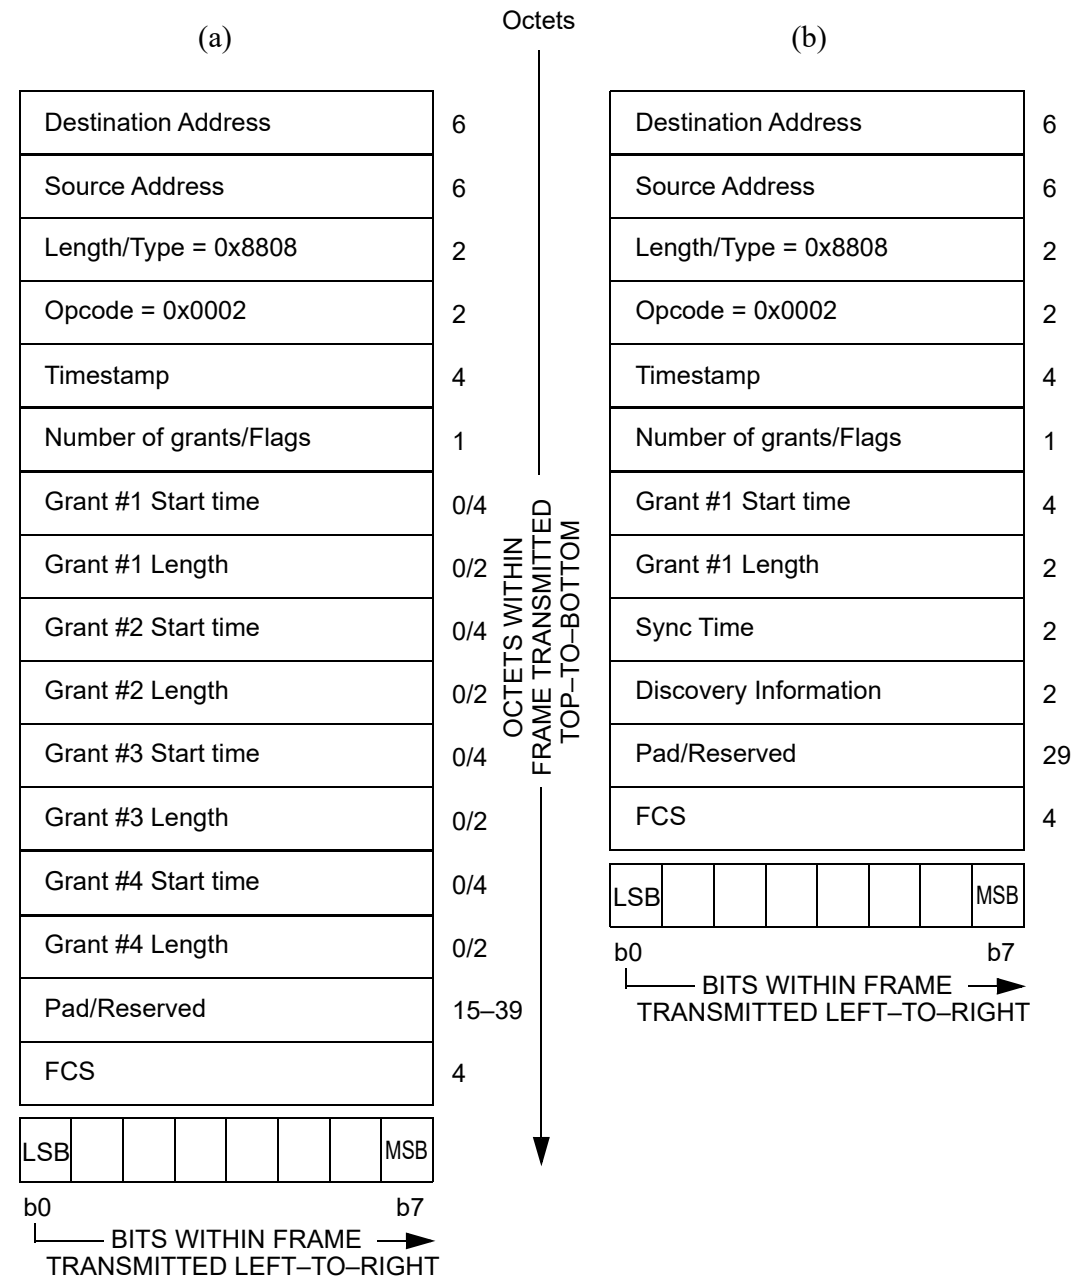 Octets
(a)
Destination Address 6
Source Address 6
Length/Type = 0x8808 2
Opcode = 0x0002 2
Timestamp 4
Number of grants/Flags 1
Grant #1 Start time 0/4
Grant #1 Length 0/2
Grant #2 Start time 0/4
Grant #2 Length 0/2
Grant #3 Start time 0/4
Grant #3 Length 0/2
Grant #4 Start time 0/4
Grant #4 Length 0/2
Pad/Reserved 15–39
FCS 4
LSB MSB
b0 b7
BITS WITHIN FRAME
TRANSMITTED LEFT–TO–RIGHT
OCTETS WITHIN
FRAME TRANSMITTED
TOP–TO–BOTTOM
(b)
Destination Address 6
Source Address 6
Length/Type = 0x8808 2
Opcode = 0x0002 2
Timestamp 4
Number of grants/Flags 1
Grant #1 Start time 4
Grant #1 Length 2
Sync Time 2
Discovery Information 2
Pad/Reserved 29
FCS 4
LSB MSB
b0 b7
BITS WITHIN FRAME
TRANSMITTED LEFT–TO–RIGHT